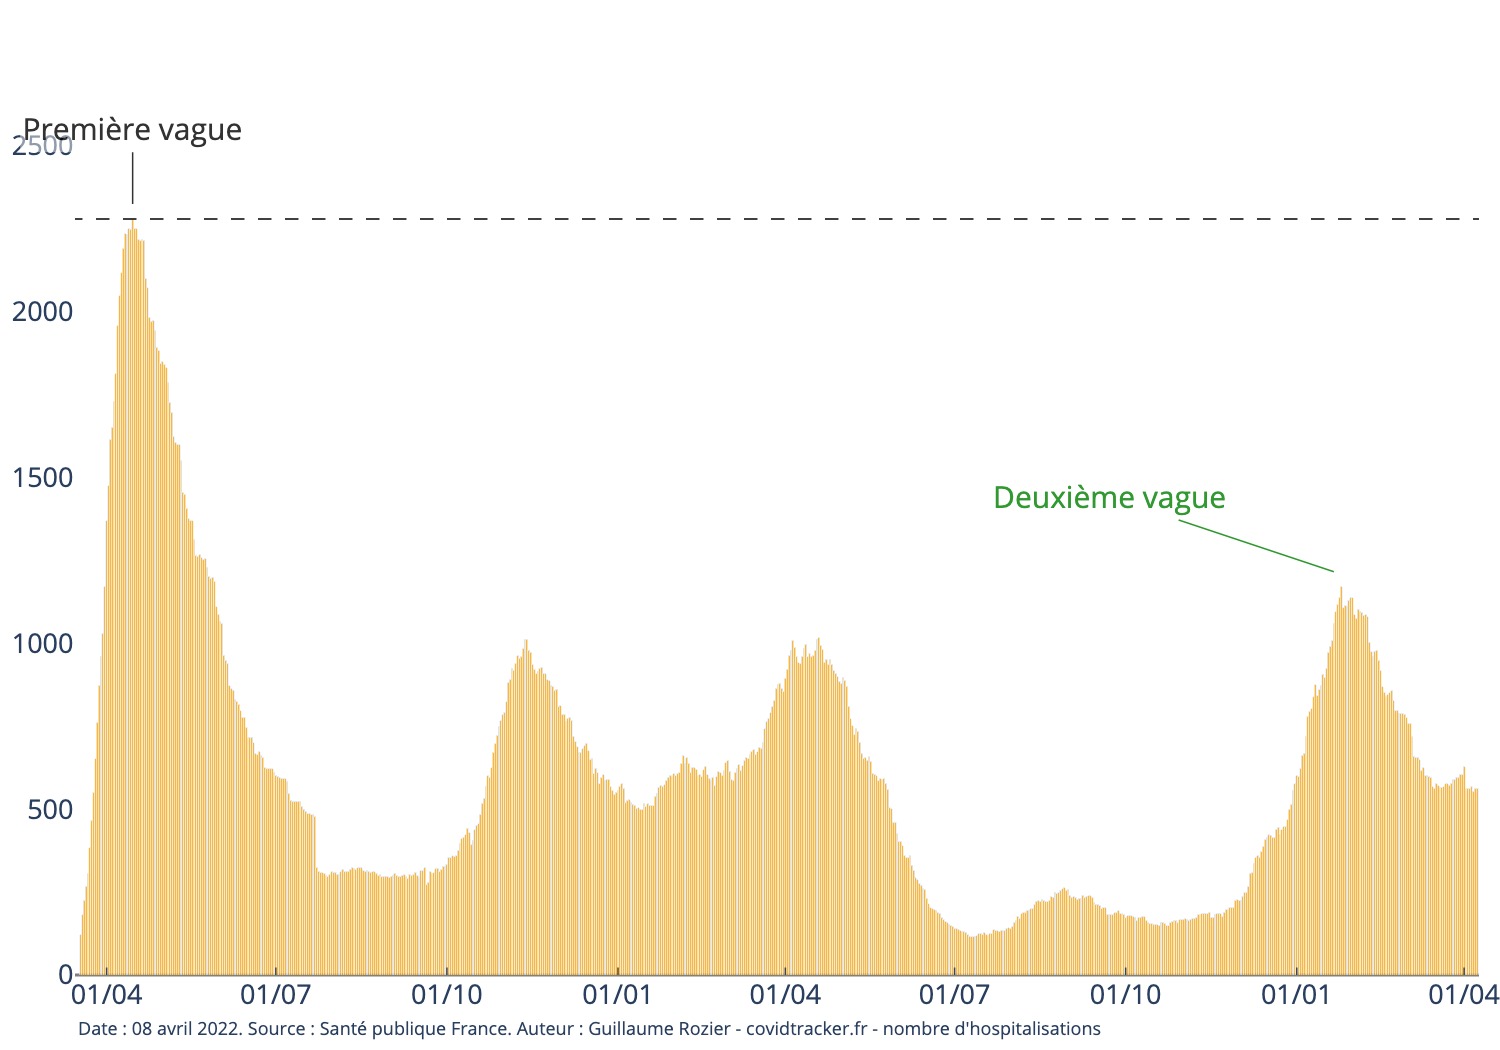 Première vague
2500
2000
1500
Deuxième vague
1000
500
0
01/04 01/07 01/10 01/01 01/04 01/07 01/10 01/01 01/04
Date : 08 avril 2022. Source : Santé publique France. Auteur : Guillaume Rozier - covidtracker.fr - nombre d'hospitalisations